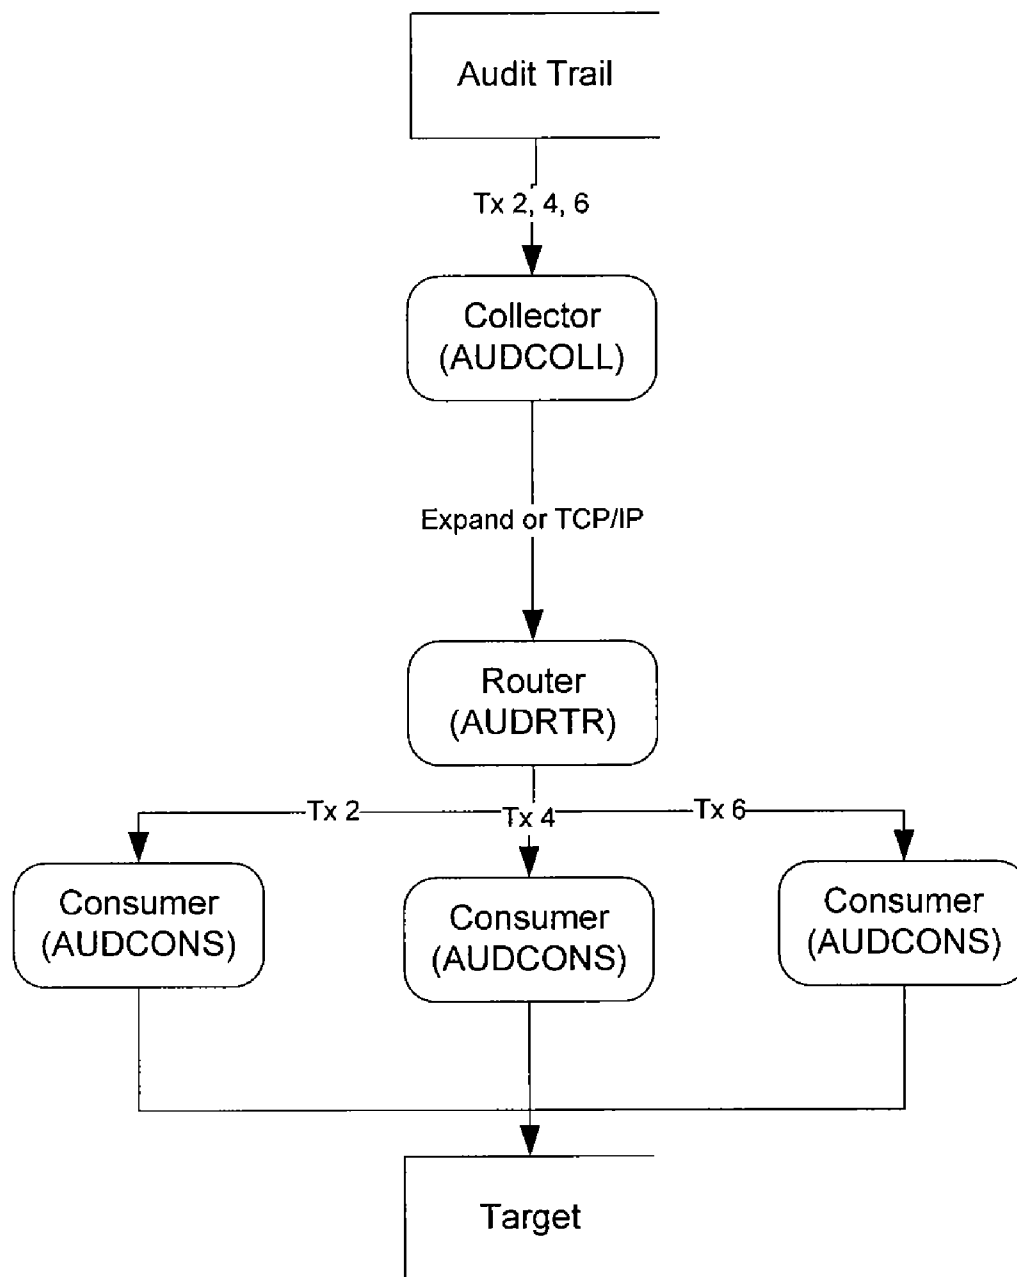 Audit Trail
Tx 2, 4, 6
Collector
(AUDCOLL)
Expand or TCP/IP
Router
(AUDRTR)
Tx 2
Tx 4
Tx 6
Consumer
(AUDCONS)
Consumer
(AUDCONS)
Consumer
(AUDCONS)
Target